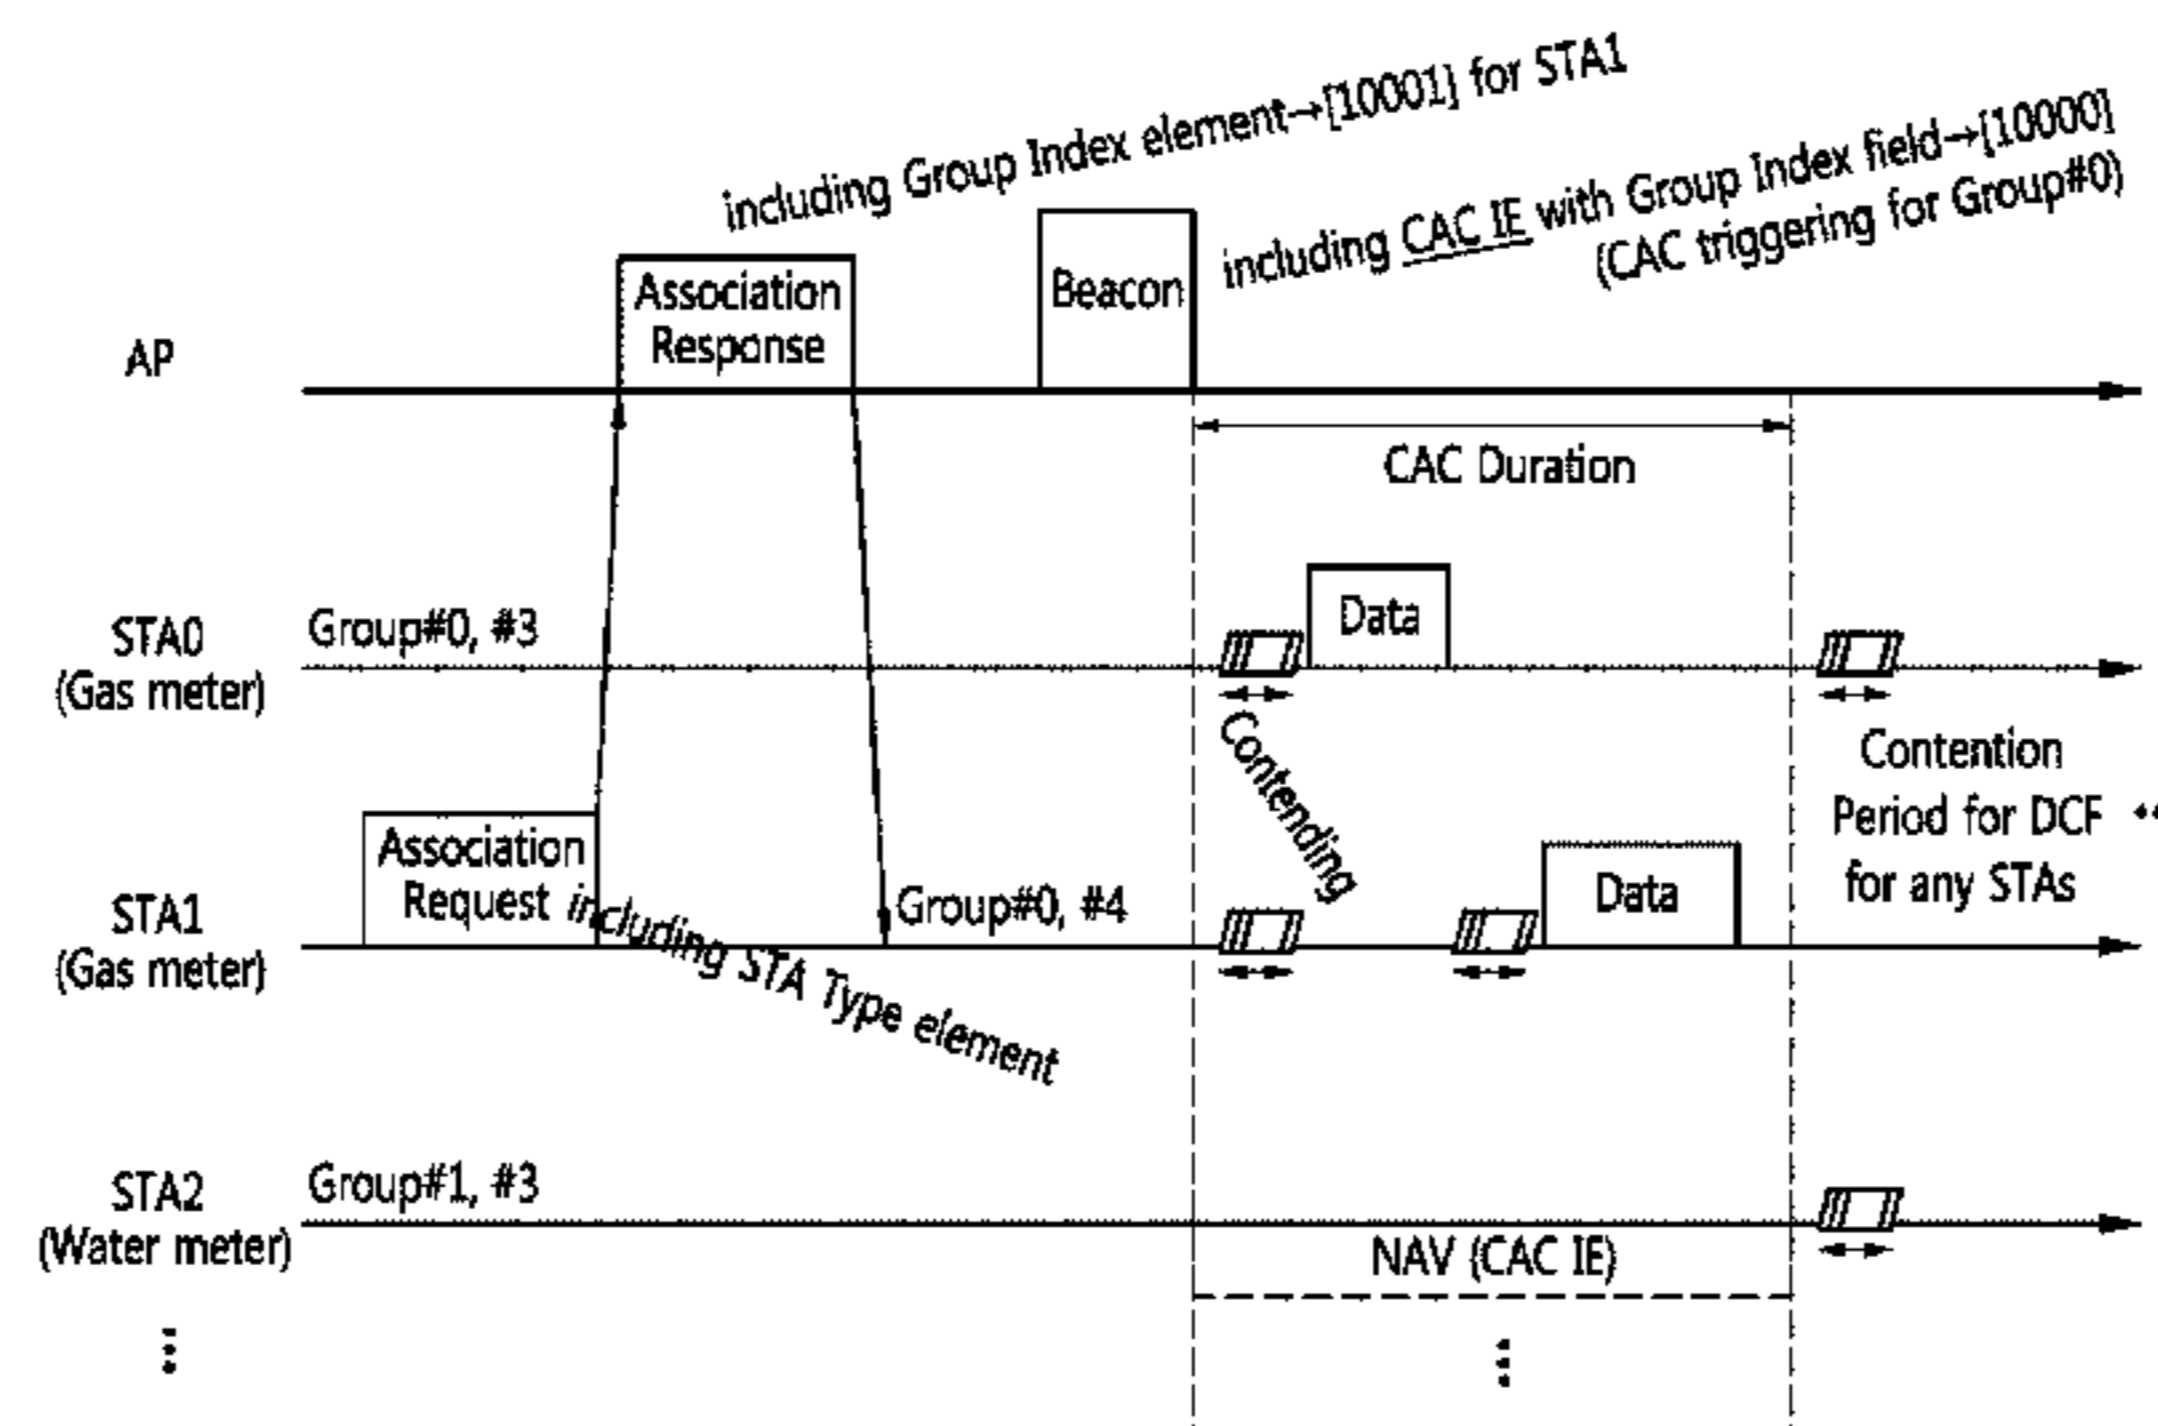 including Group Index element→[10001] for STA1
including CAC IE with Group Index field→[10000]
(CAC triggering for Group#0)
Association
Response
Beacon
AP
CAC Duration
STA0
(Gas meter)
Group#0, #3
Data
Contending
Contention
Period for DCF
for any STAs
STA1
(Gas meter)
Association
Request
including STA Type element
Group#0, #4
Data
STA2
(Water meter)
Group#1, #3
NAV (CAC IE)